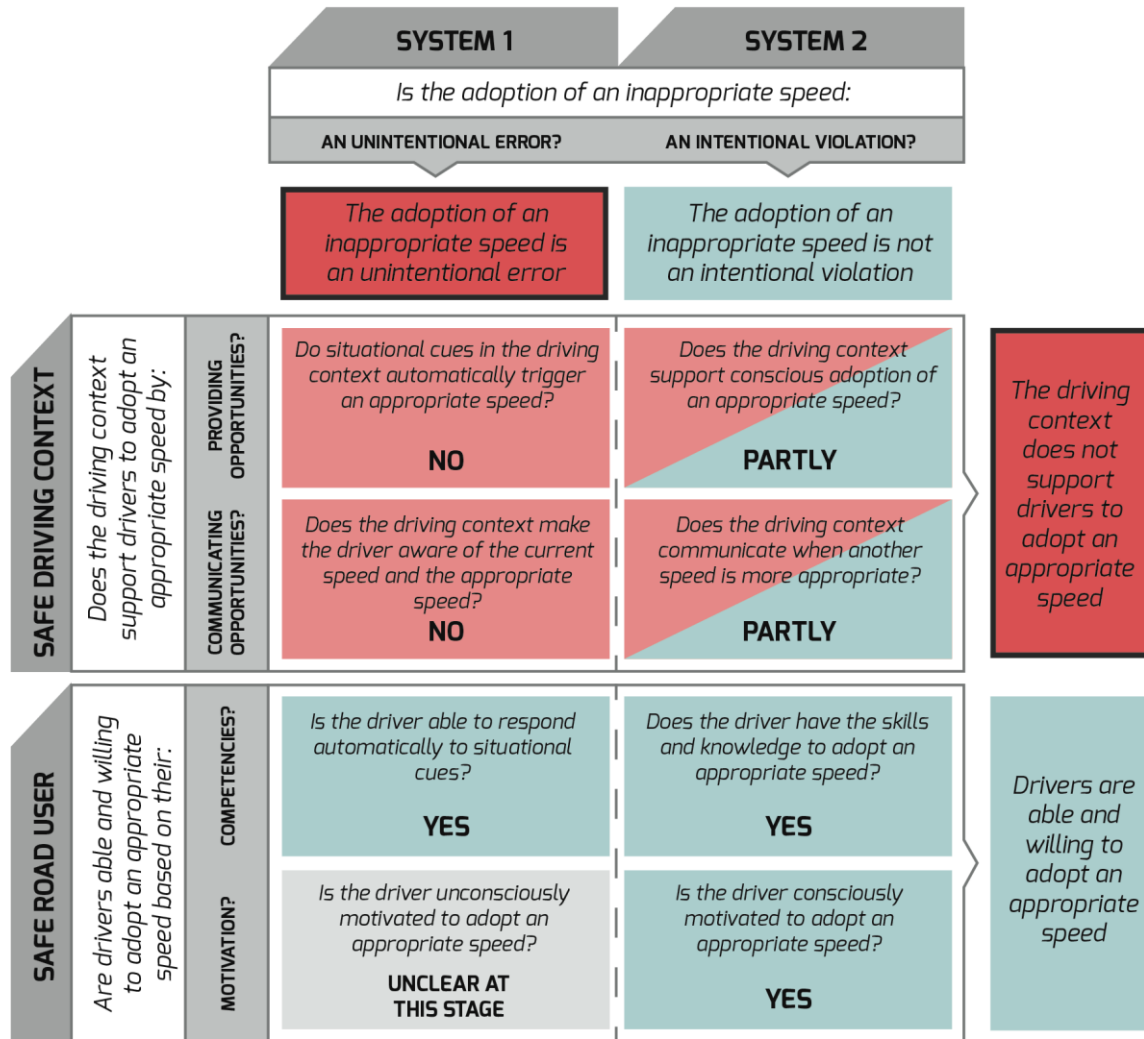 SYSTEM 1
SYSTEM 2
Is the adoption of an inappropriate speed:
AN UNINTENTIONAL ERROR?
AN INTENTIONAL VIOLATION?
The adoption of an
inappropriate speed is
an unintentional error
The adoption of an
inappropriate speed is not
an intentional violation
SAFE DRIVING CONTEXT
Does the driving context
support drivers to adopt an
appropriate speed by:
PROVIDING
OPPORTUNITIES?
Do situational cues in the driving
context automatically trigger
an appropriate speed?
NO
Does the driving context
support conscious adoption of
an appropriate speed?
PARTLY
COMMUNICATING
OPPORTUNITIES?
Does the driving context make
the driver aware of the current
speed and the appropriate
speed?
NO
Does the driving context
communicate when another
speed is more appropriate?
PARTLY
The driving
context
does not
support
drivers to
adopt an
appropriate
speed
SAFE ROAD USER
Are drivers able and willing
to adopt an appropriate
speed based on their:
COMPETENCIES?
Is the driver able to respond
automatically to situational
cues?
YES
Does the driver have the skills
and knowledge to adopt an
appropriate speed?
YES
MOTIVATION?
Is the driver unconsciously
motivated to adopt an
appropriate speed?
UNCLEAR AT
THIS STAGE
Is the driver consciously
motivated to adopt an
appropriate speed?
YES
Drivers are
able and
willing to
adopt an
appropriate
speed